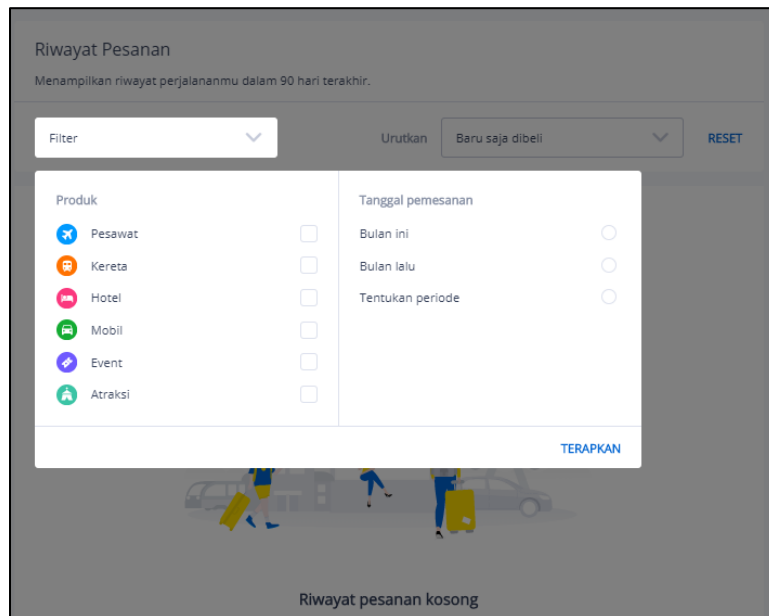 Riwayat Pesanan
Menampilkan riwayat perjalananmu dalam 90 hari terakhir.
Filter
Urutkan
Baru saja dibeli
RESET
Produk
Pesawat
Kereta
Hotel
Mobil
Event
Atraksi
Tanggal pemesanan
Bulan ini
Bulan lalu
Tentukan periode
TERAPKAN
Riwayat pesanan kosong